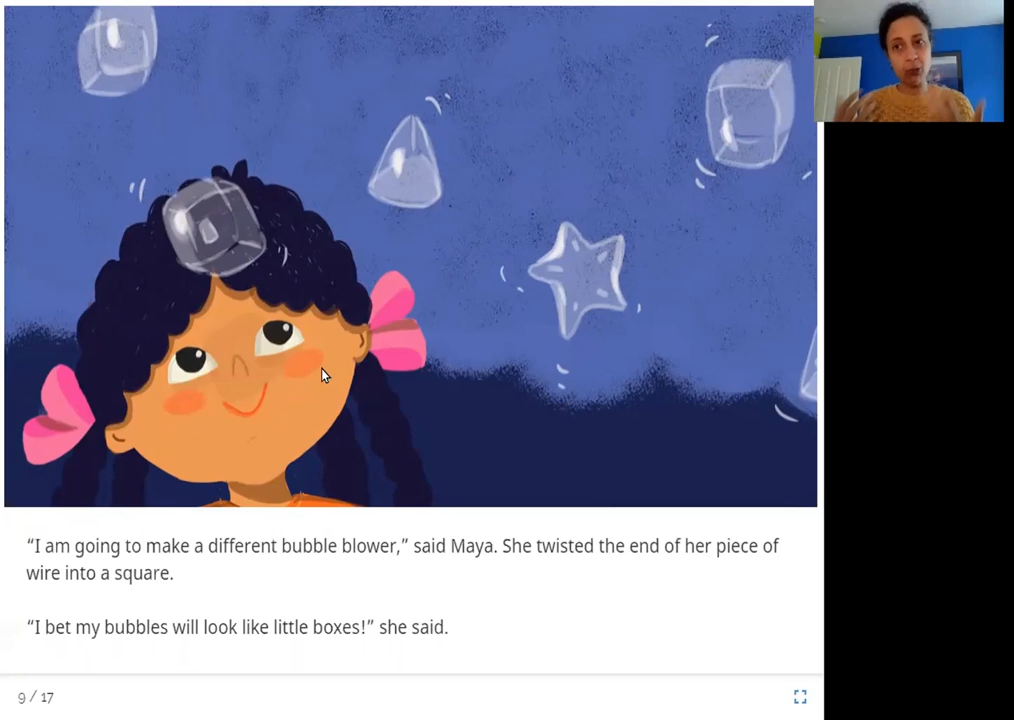 “I am going to make a different bubble blower,” said Maya. She twisted the end of her piece of
wire into a square.
“I bet my bubbles will look like little boxes!” she said.
9 / 17